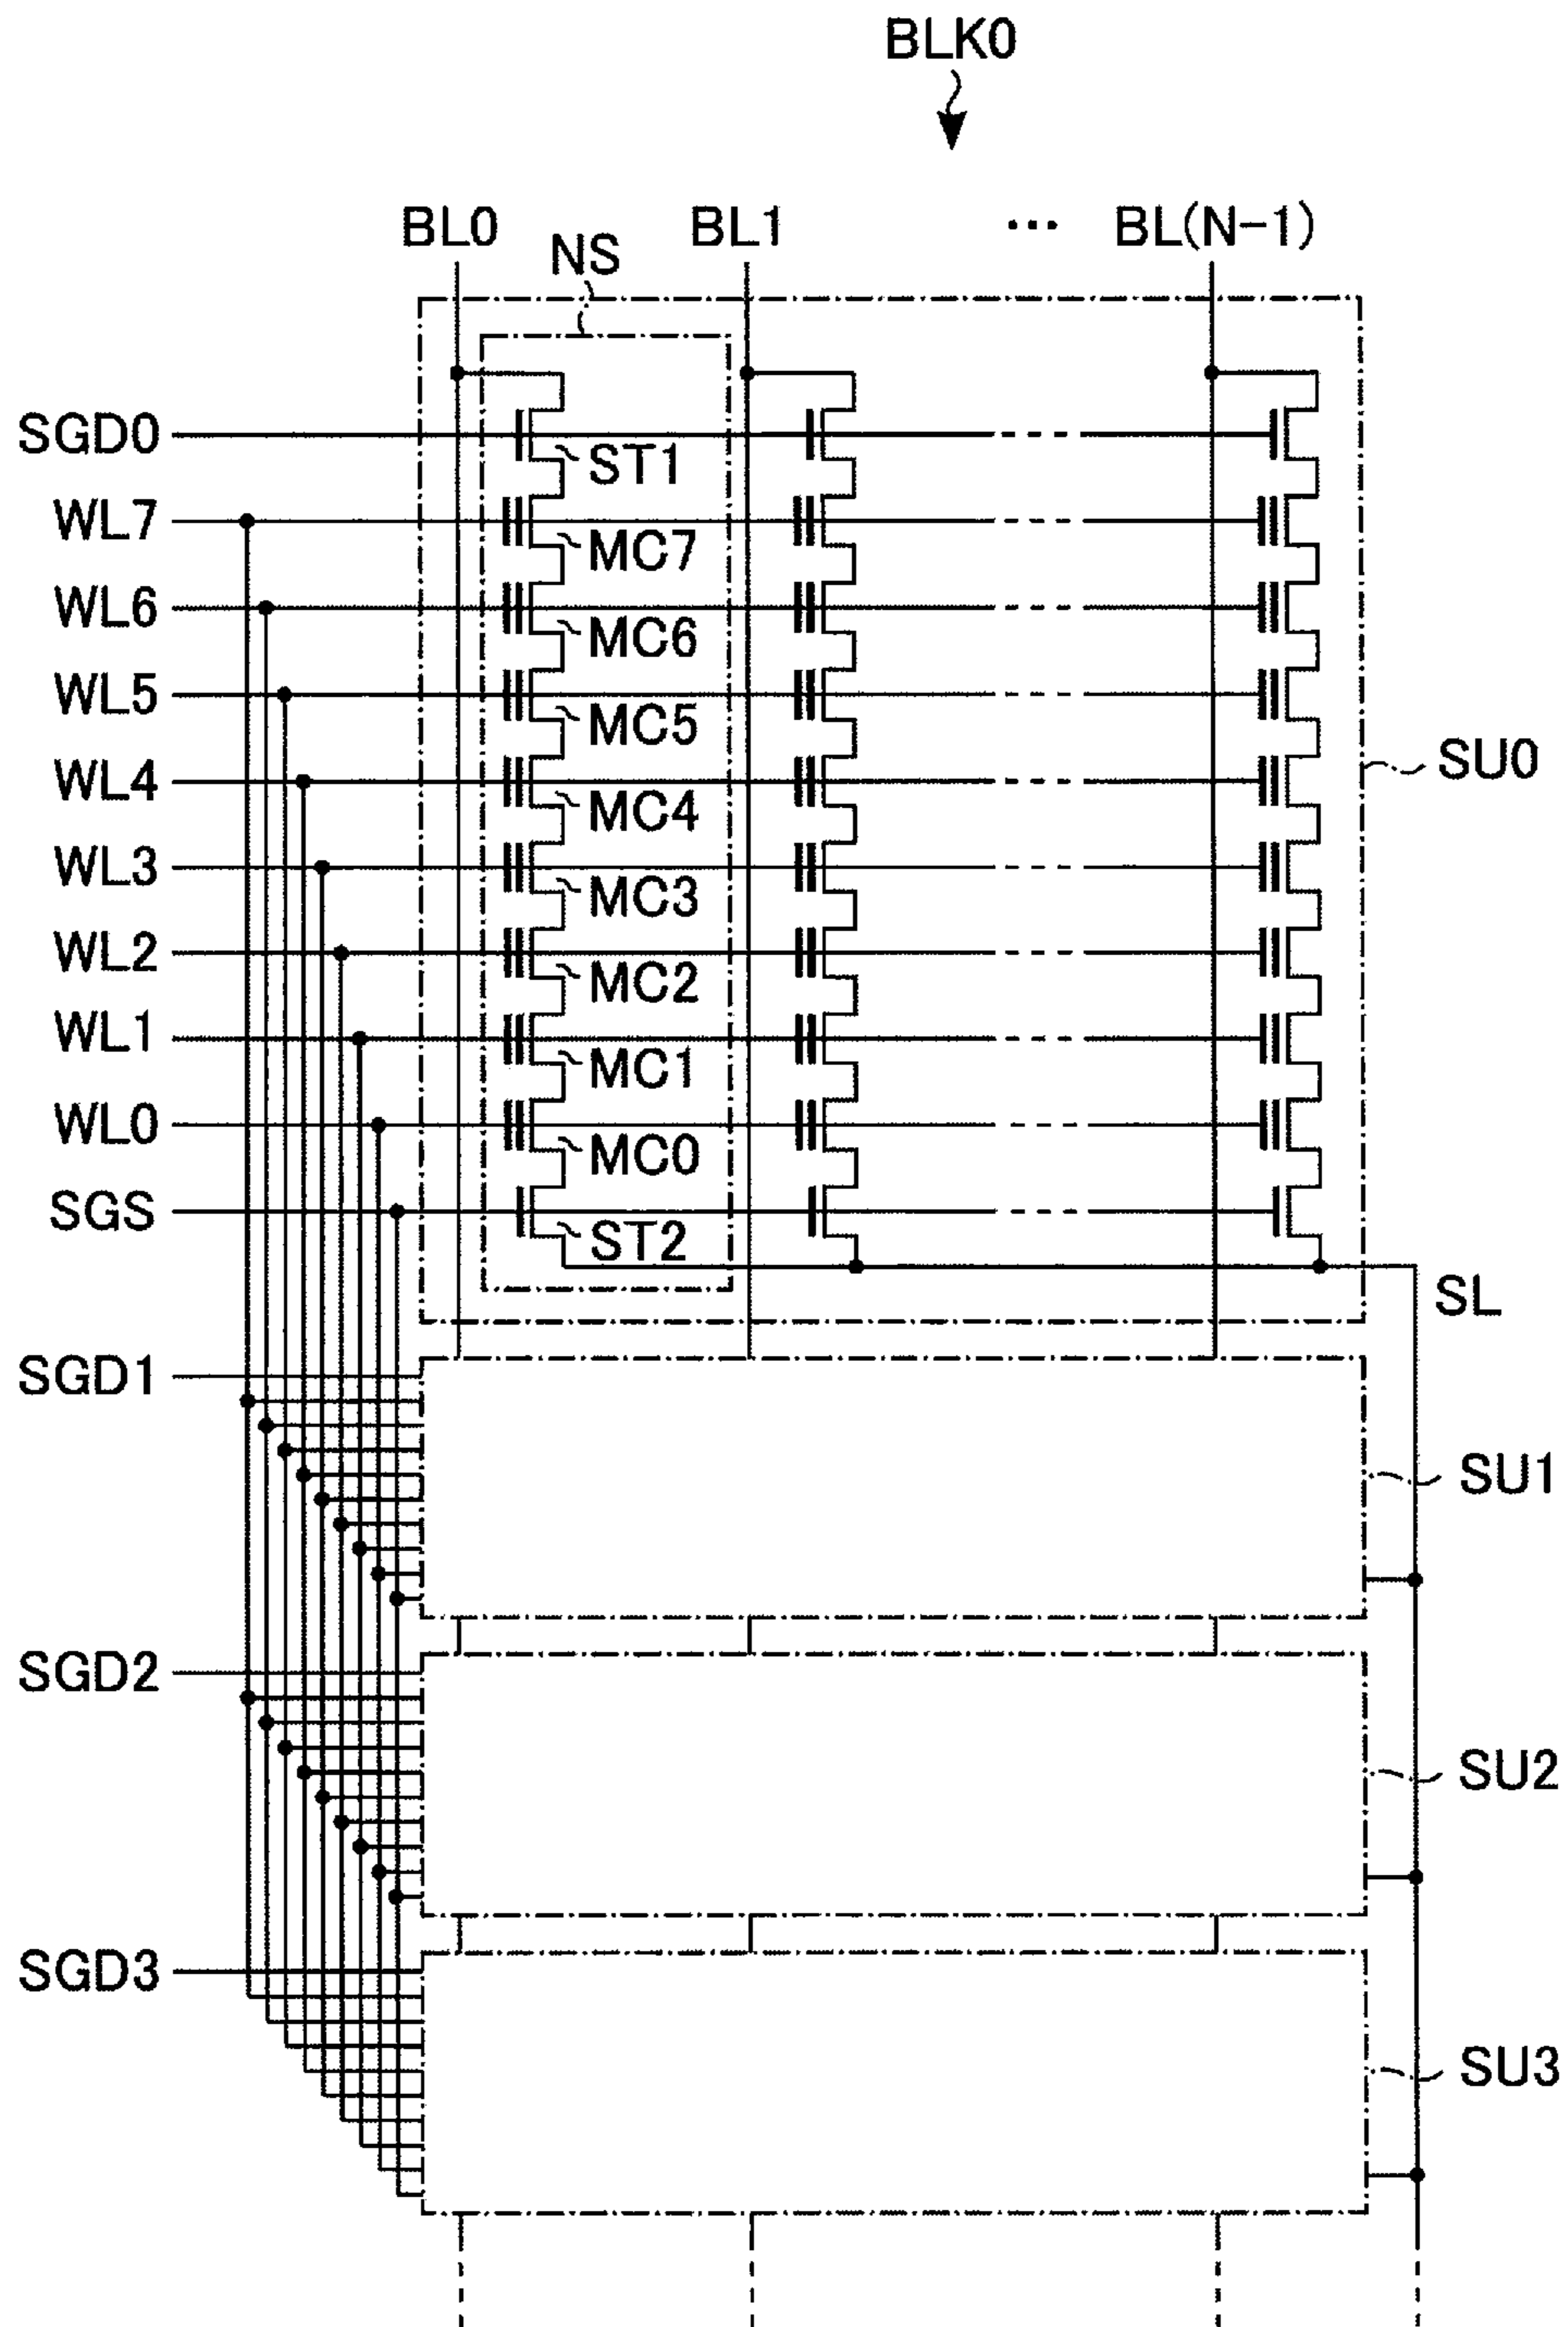 BLK0
BL0
BL1
...
BL(N-1)
NS
SGD0
ST1
WL7
MC7
WL6
MC6
WL5
MC5
WL4
MC4
SU0
WL3
MC3
WL2
MC2
WL1
MC1
WL0
MC0
SGS
ST2
SL
SGD1
SU1
SGD2
SU2
SGD3
SU3